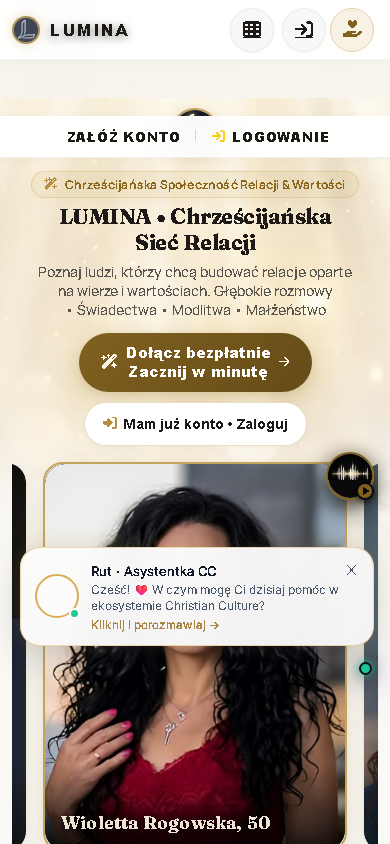 LUMINA
ZAŁÓŻ KONTO
LOGOWANIE
Chrześcijańska Społeczność Relacji & Wartości
LUMINA • Chrześcijańska
Sieć Relacji
Poznaj ludzi, którzy chcą budować relacje oparte
na wierze i wartościach. Głębokie rozmowy
• Świadectwa • Modlitwa • Małżeństwo
Dołącz bezpłatnie →
Zacznij w minutę
Mam już konto • Zaloguj
Rut · Asystentka CC
Cześć! ❤️ W czym mogę Ci dzisiaj pomóc w
ekosystemie Christian Culture?
Kliknij i porozmawiaj →
Wioletta Rogowska, 50